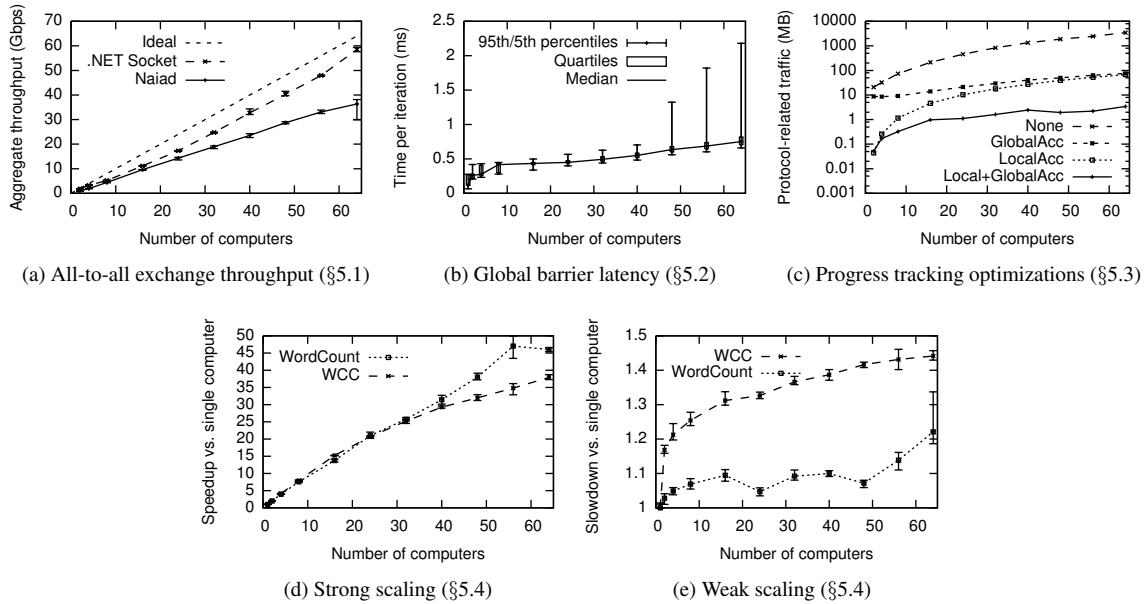 Aggregate throughput (Gbps)
70
60
50
40
30
20
10
0
Ideal
.NET Socket
Naiad
0 10 20 30 40 50 60
Number of computers
(a) All-to-all exchange throughput (§5.1)
Time per iteration (ms)
2.5
2
1.5
1
0.5
0
95th/5th percentiles
Quartiles
Median
0 10 20 30 40 50 60
Number of computers
(b) Global barrier latency (§5.2)
Protocol-related traffic (MB)
10000
1000
100
10
1
0.1
0.01
0.001
None
GlobalAcc
LocalAcc
Local+GlobalAcc
0 10 20 30 40 50 60
Number of computers
(c) Progress tracking optimizations (§5.3)
Speedup vs. single computer
50
45
40
35
30
25
20
15
10
5
0
WordCount
WCC
0 10 20 30 40 50 60
Number of computers
(d) Strong scaling (§5.4)
Slowdown vs. single computer
1.5
1.4
1.3
1.2
1.1
1
WCC
WordCount
0 10 20 30 40 50 60
Number of computers
(e) Weak scaling (§5.4)